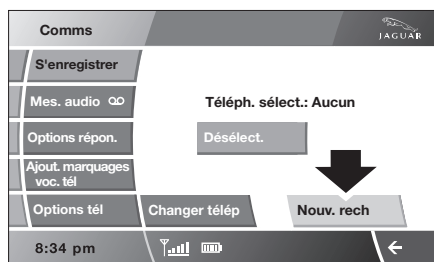 Comms
JAGUAR
S'enregistrer
Mes. audio
Téléph. sélect.: Aucun
Options répon.
Désélect.
Ajout. marquages
voc. tél
Options tél
Changer télép
Nouv. rech
8:34 pm